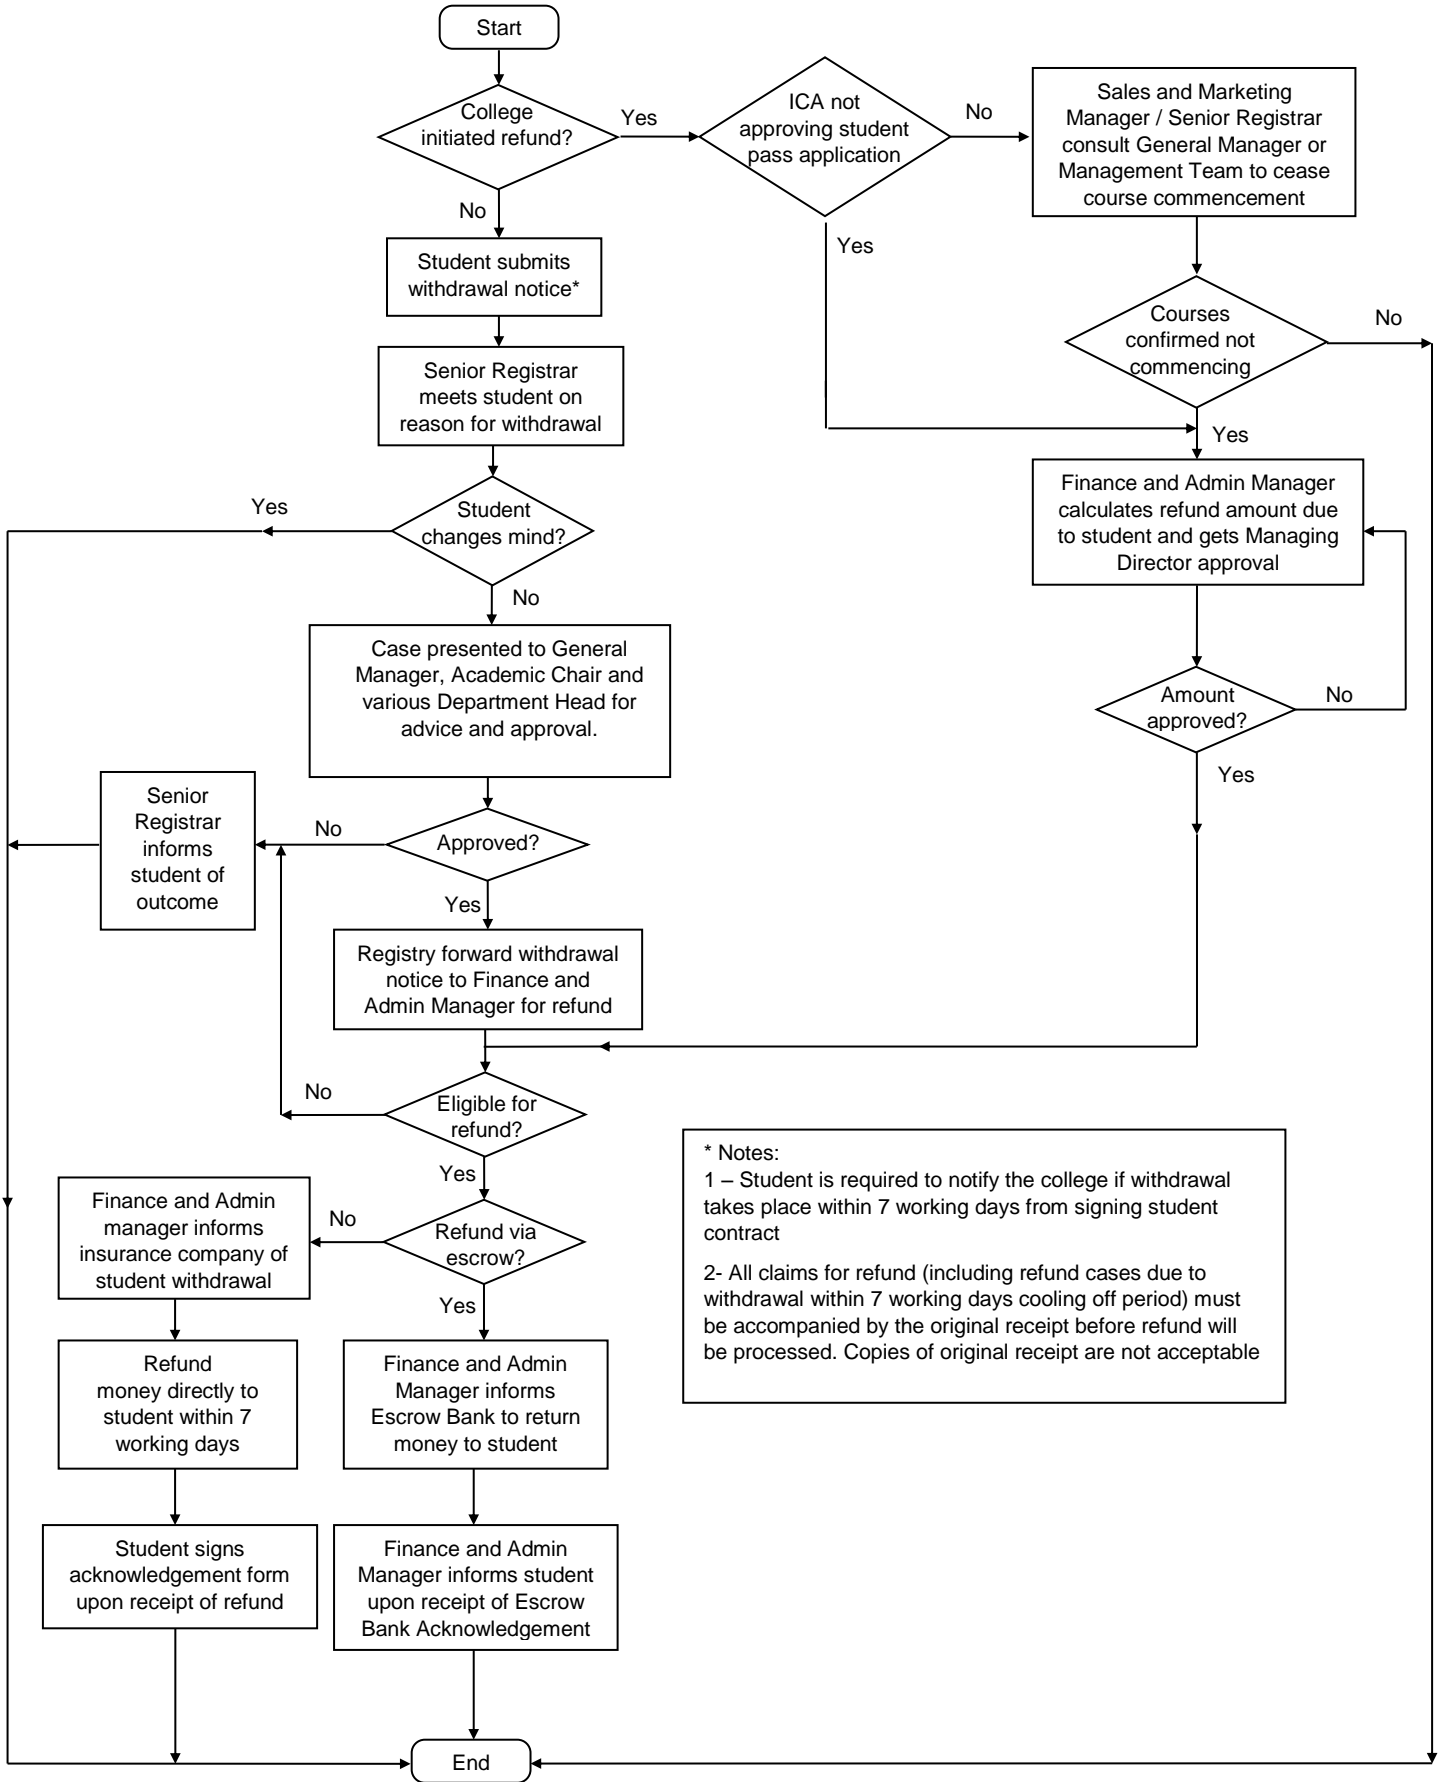 Start
College
initiated refund?
Yes
ICA not
approving student
pass application
No
Sales and Marketing
Manager / Senior Registrar
consult General Manager or
Management Team to cease
course commencement
No
Student submits
withdrawal notice*
Yes
Courses
confirmed not
commencing
No
Senior Registrar
meets student on
reason for withdrawal
Yes
Finance and Admin Manager
calculates refund amount due
to student and gets Managing
Director approval
Yes
Student
changes mind?
No
Case presented to General
Manager, Academic Chair and
various Department Head for
advice and approval.
Amount
approved?
No
Yes
Senior
Registrar
informs
student of
outcome
No
Approved?
Yes
Registry forward withdrawal
notice to Finance and
Admin Manager for refund
No
Eligible for
refund?
Yes
* Notes:
1 – Student is required to notify the college if withdrawal
takes place within 7 working days from signing student
contract
2- All claims for refund (including refund cases due to
withdrawal within 7 working days cooling off period) must
be accompanied by the original receipt before refund will
be processed. Copies of original receipt are not acceptable
Finance and Admin
manager informs
insurance company of
student withdrawal
No
Refund via
escrow?
Yes
Refund
money directly to
student within 7
working days
Finance and Admin
Manager informs
Escrow Bank to return
money to student
Student signs
acknowledgement form
upon receipt of refund
Finance and Admin
Manager informs student
upon receipt of Escrow
Bank Acknowledgement
End